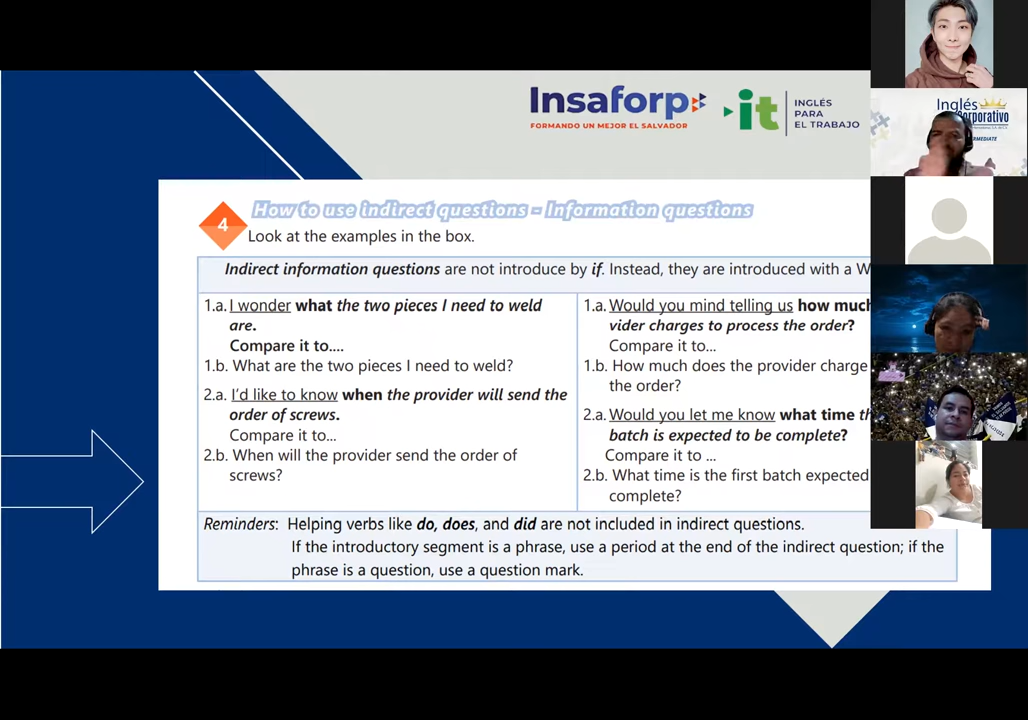 Insaforp
FORMANDO UN MEJOR EL SALVADOR
it
INGLÉS
PARA
EL TRABAJO
Inglés
Corporativo
4
How to use indirect questions - Information questions
Look at the examples in the box.
Indirect information questions are not introduce by if. Instead, they are introduced with a W
1.a. I wonder what the two pieces I need to weld
are.
Compare it to....
1.b. What are the two pieces I need to weld?
2.a. I'd like to know when the provider will send the
order of screws.
Compare it to...
2.b. When will the provider send the order of
screws?
1.a. Would you mind telling us how much
vider charges to process the order?
Compare it to...
1.b. How much does the provider charge
the order?
2.a. Would you let me know what time th
batch is expected to be complete?
Compare it to ...
2.b. What time is the first batch expected
complete?
Reminders: Helping verbs like do, does, and did are not included in indirect questions.
If the introductory segment is a phrase, use a period at the end of the indirect question; if the
phrase is a question, use a question mark.